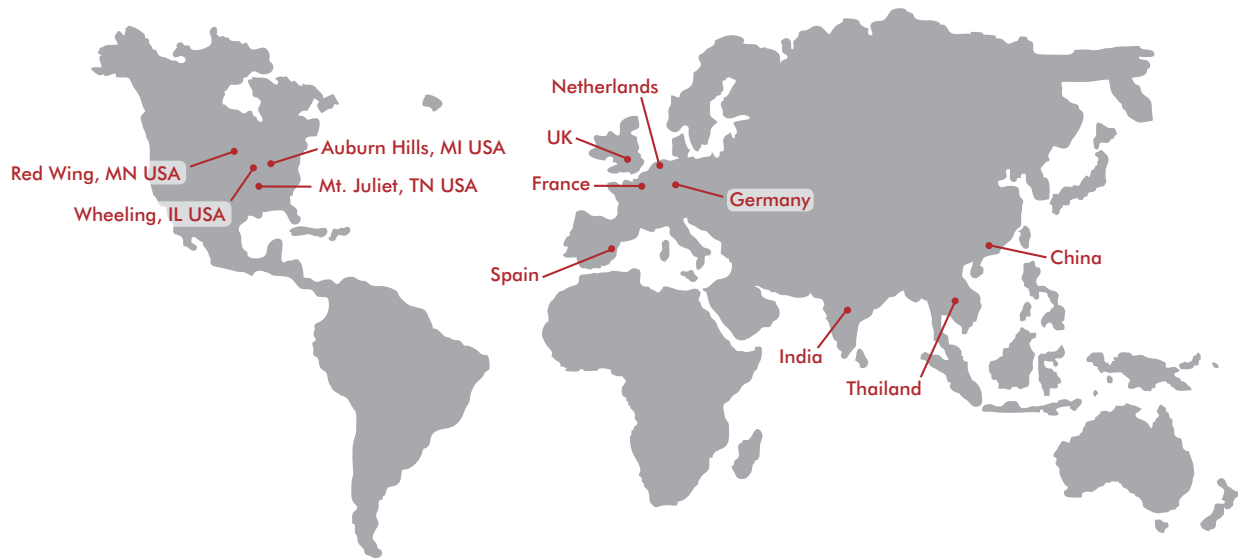 Netherlands
UK
Auburn Hills, MI USA
Red Wing, MN USA
Mt. Juliet, TN USA
France
Germany
Wheeling, IL USA
China
Spain
India
Thailand